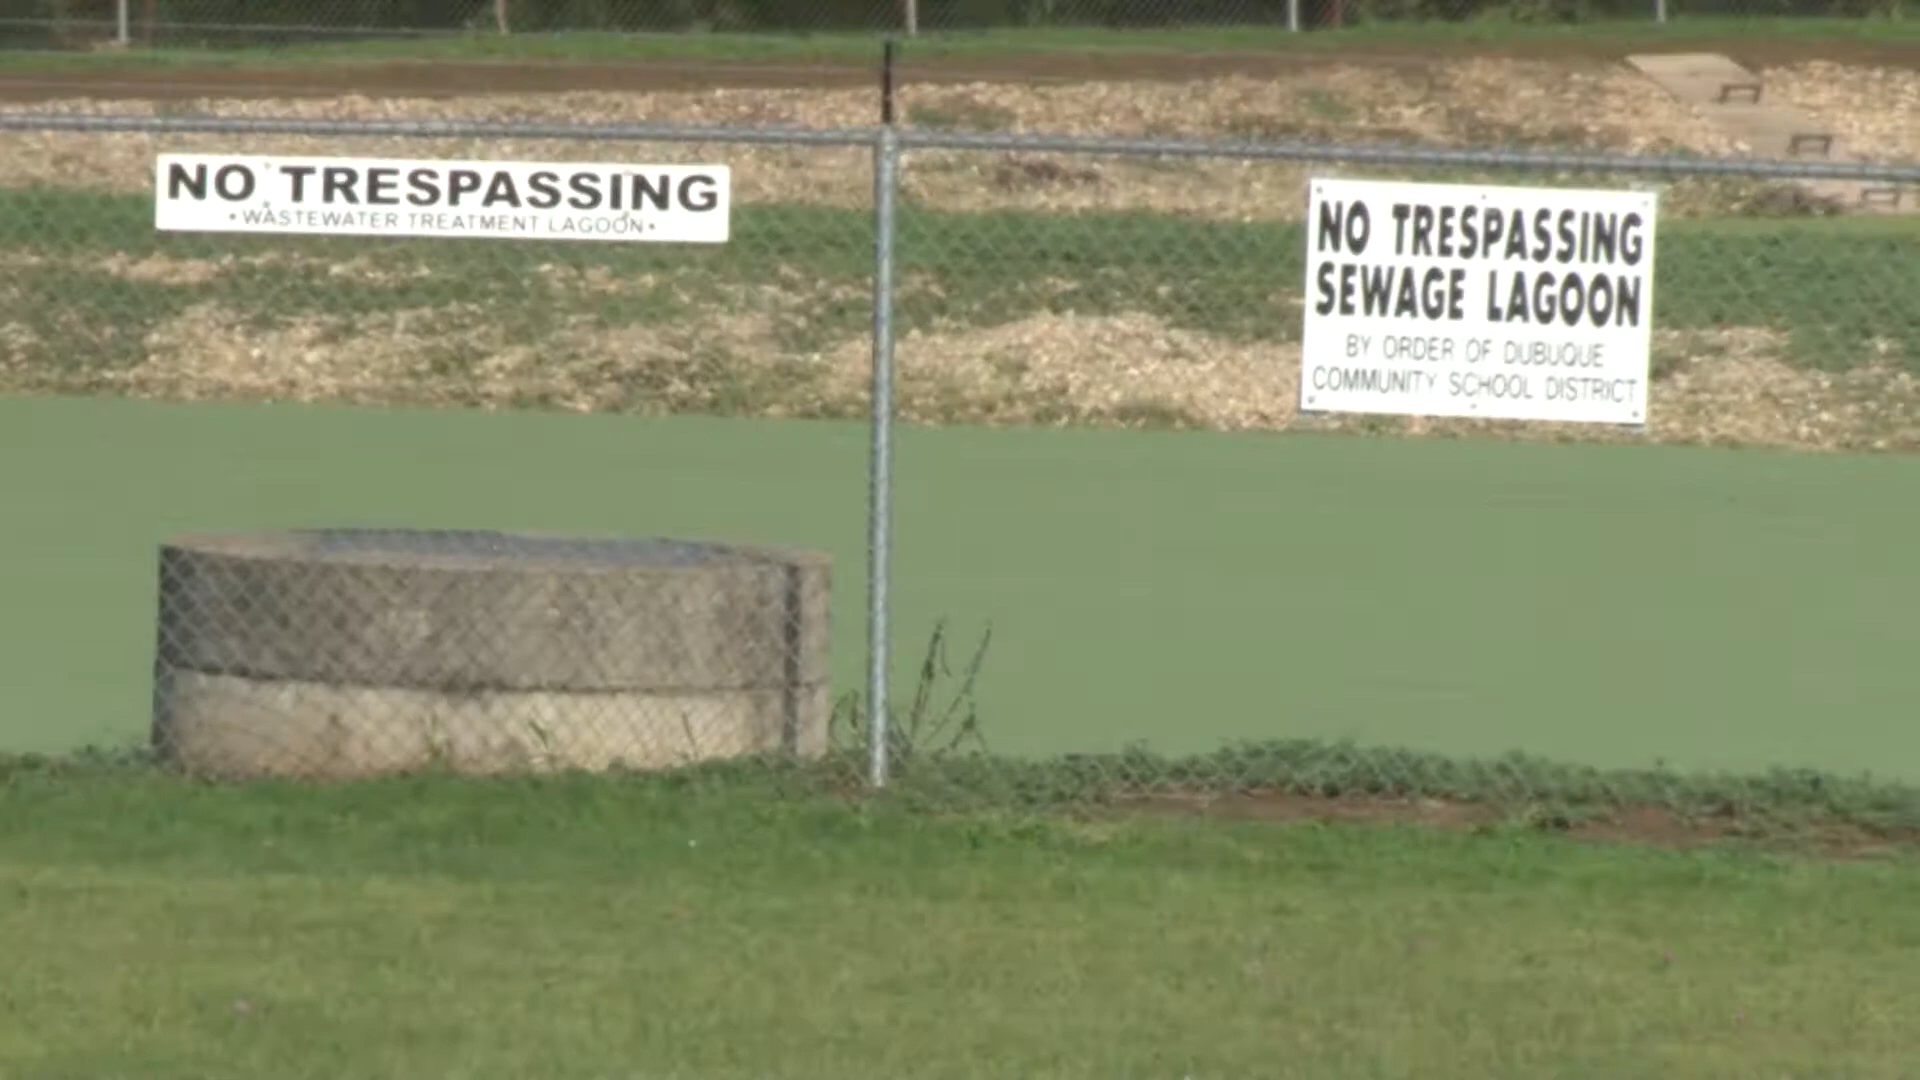 NO TRESPASSING
•WASTEWATER TREATMENT LAGOON•
NO TRESPASSING
SEWAGE LAGOON
BY ORDER OF DUBUQUE
COMMUNITY SCHOOL DISTRICT